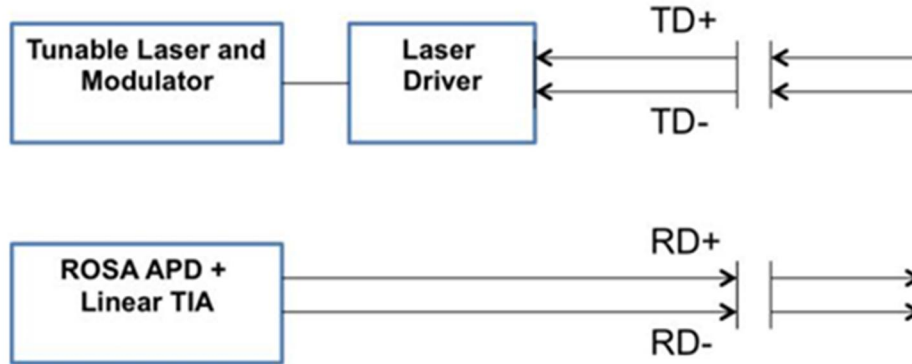 Tunable Laser and
Modulator
Laser
Driver
TD+
TD-
ROSA APD +
Linear TIA
RD+
RD-